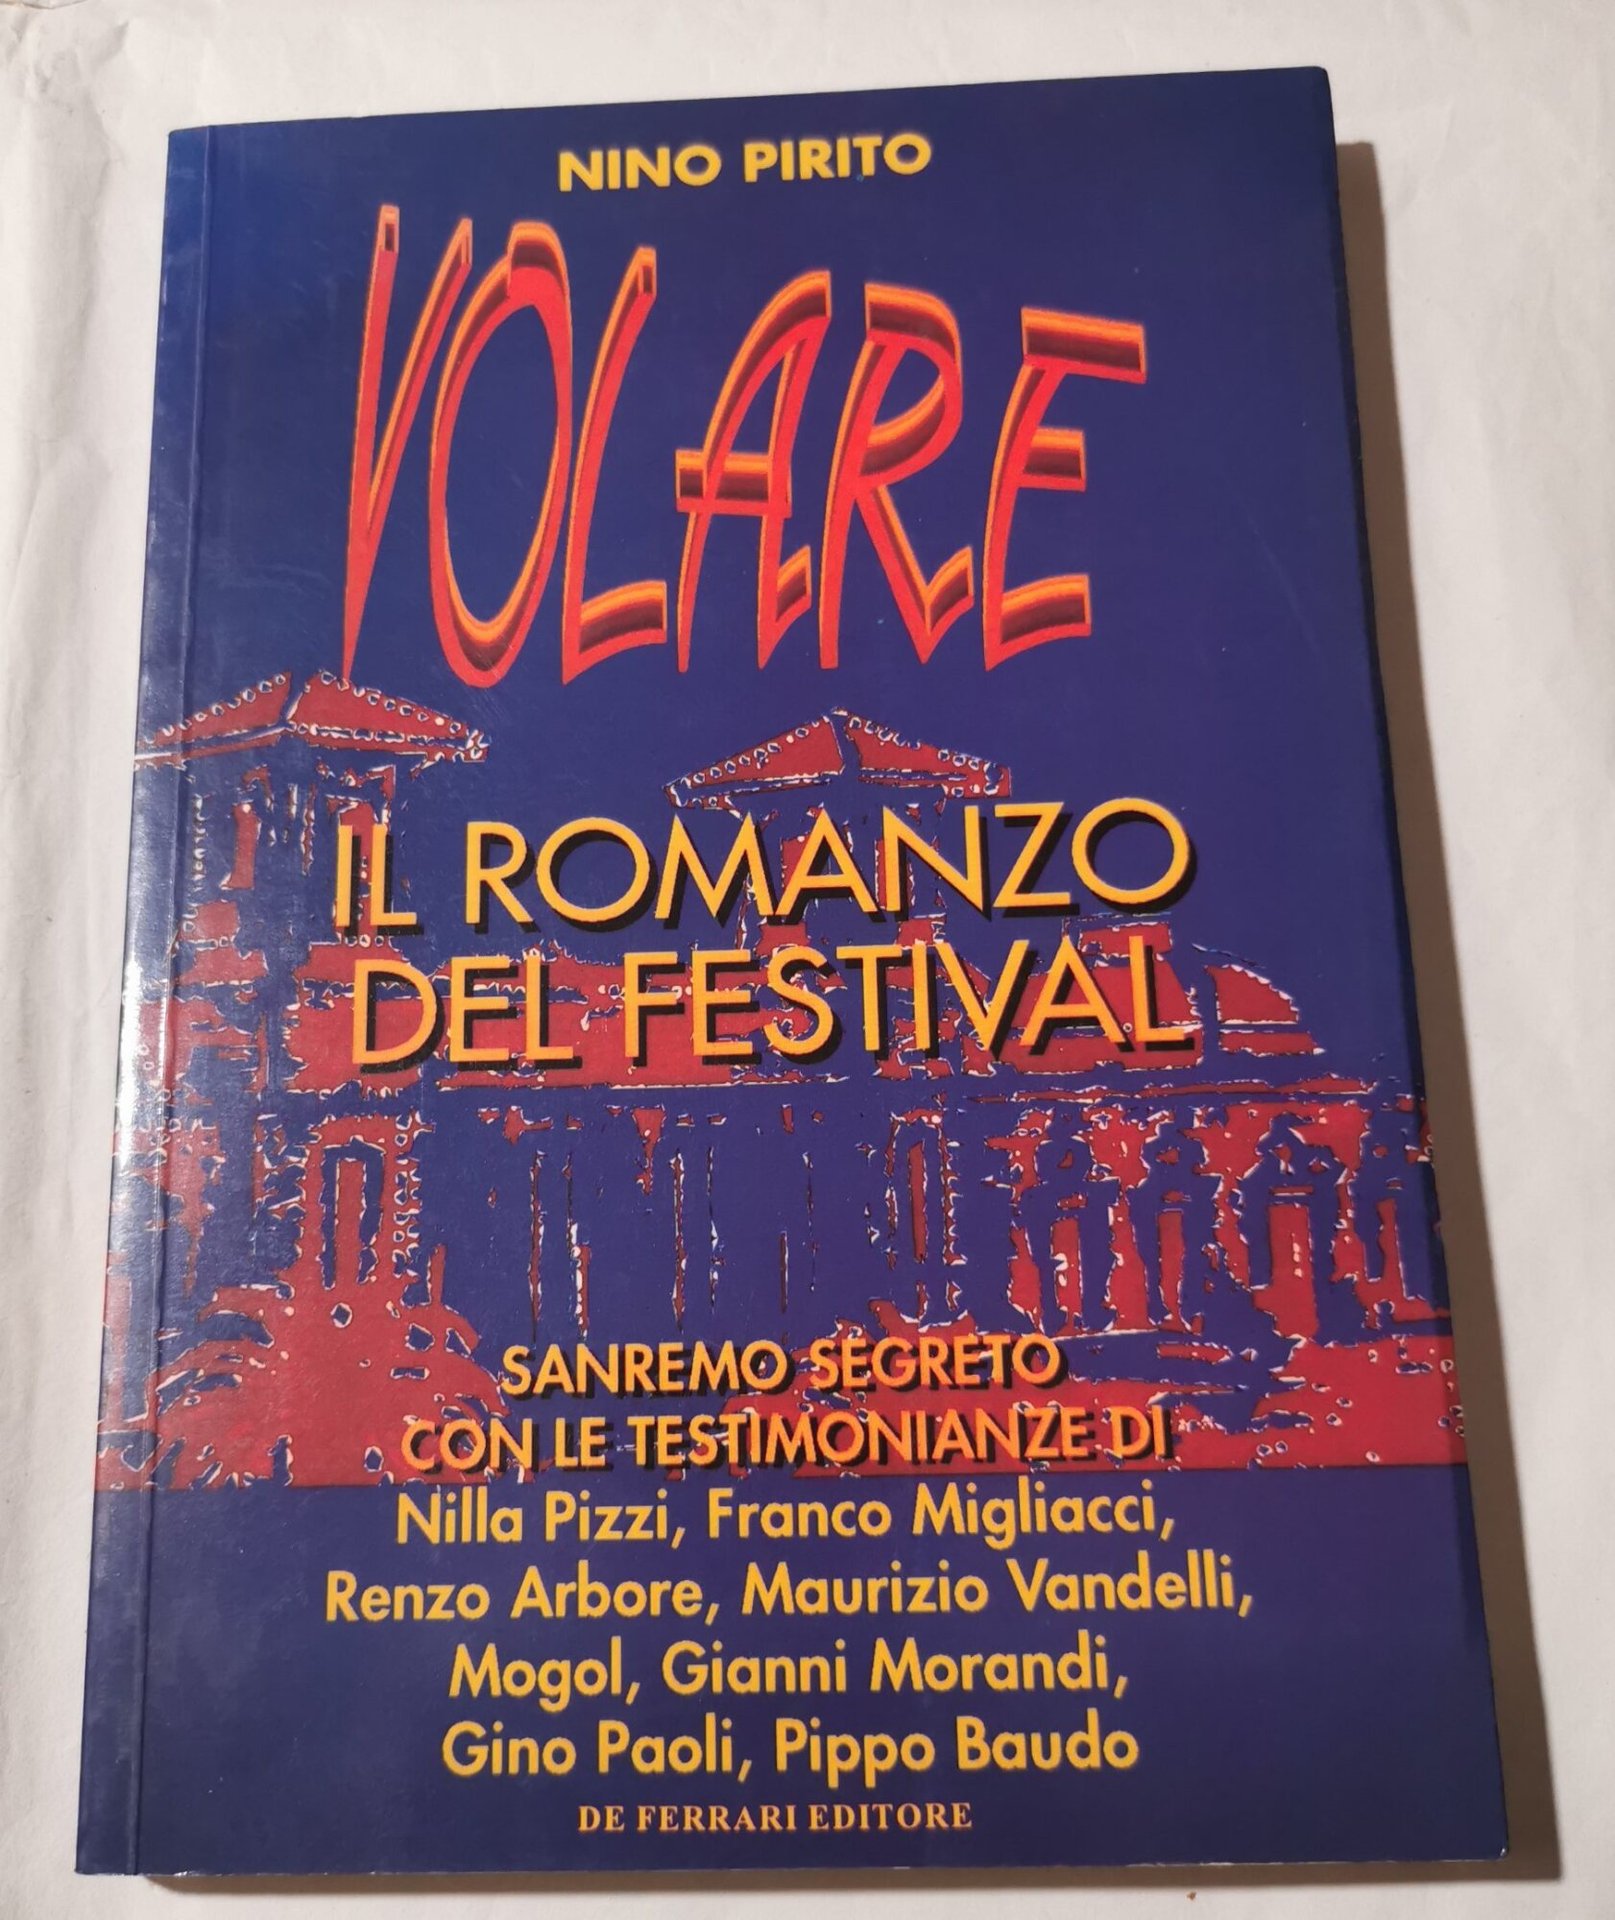 NINO PIRITO
VOLARE
IL ROMANZO
DEL FESTIVAL
SANREMO SEGRETO
CON LE TESTIMONIANZE DI
Nilla Pizzi, Franco Migliacci,
Renzo Arbore, Maurizio Vandelli,
Mogol, Gianni Morandi,
Gino Paoli, Pippo Baudo
DE FERRARI EDITORE